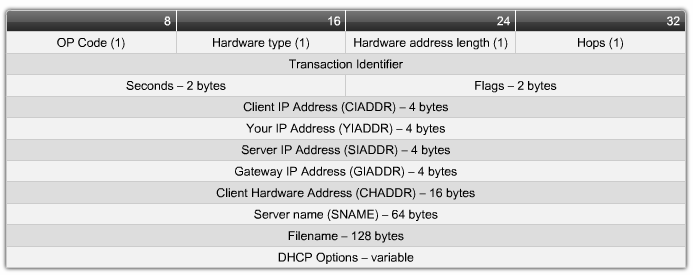 8 16 24 32
OP Code (1) Hardware type (1) Hardware address length (1) Hops (1)
Transaction Identifier
Seconds – 2 bytes Flags – 2 bytes
Client IP Address (CIADDR) – 4 bytes
Your IP Address (YIADDR) – 4 bytes
Server IP Address (SIADDR) – 4 bytes
Gateway IP Address (GIADDR) – 4 bytes
Client Hardware Address (CHADDR) – 16 bytes
Server name (SNAME) – 64 bytes
Filename – 128 bytes
DHCP Options – variable